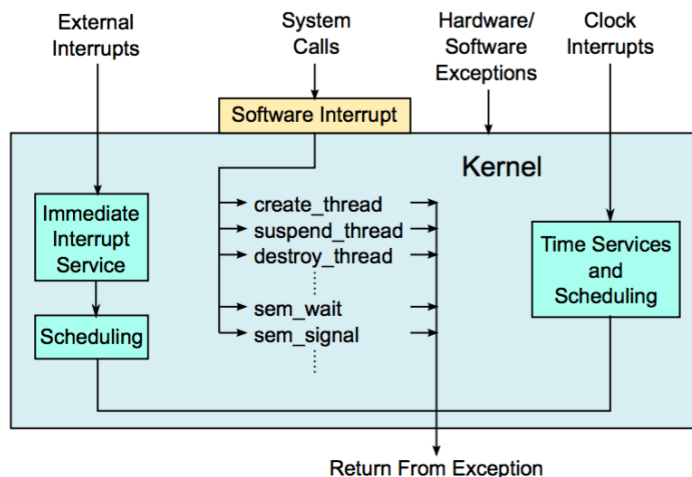 External
Interrupts
System
Calls
Hardware/
Software
Exceptions
Clock
Interrupts
Software Interrupt
Kernel
Immediate
Interrupt
Service
Scheduling
create_thread
suspend_thread
destroy_thread
sem_wait
sem_signal
Time Services
and
Scheduling
Return From Exception